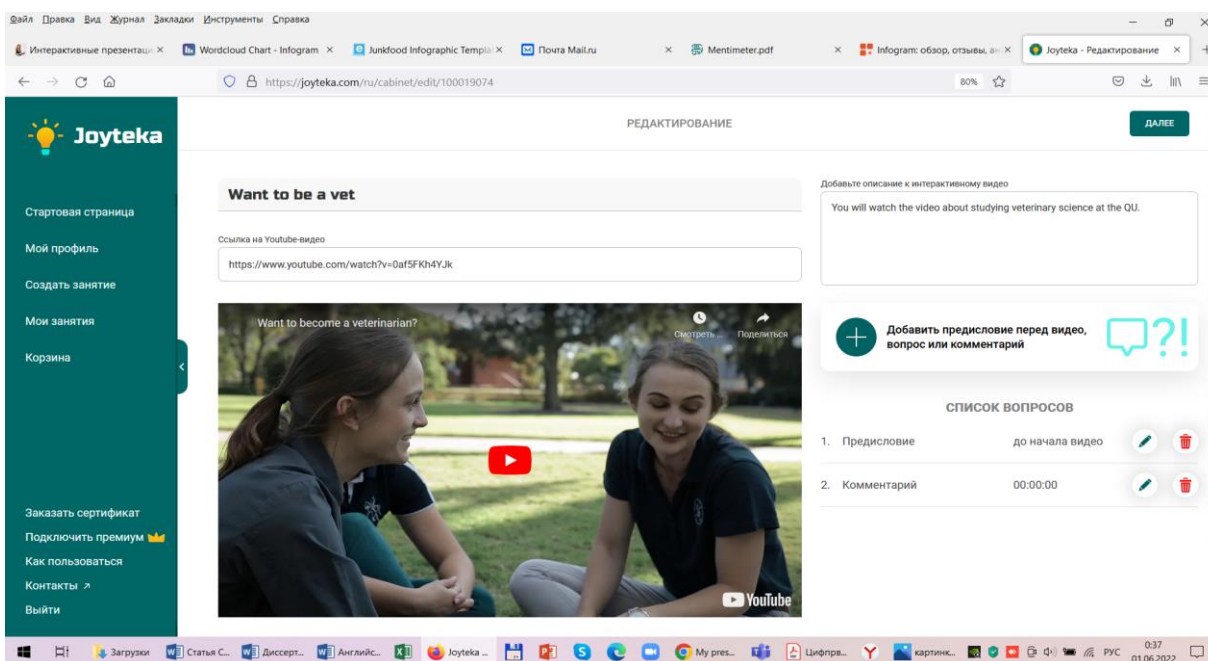 Файл Правка Вид Журнал Закладки Инструменты Справка
Интерактивные презентаци
Wordcloud Chart - Infogram
Junkfood Infographic Templa
Почта Mail.ru
Mentimeter.pdf
Infogram: обзор, отзывы, ан
Joyteka - Редактирование
https://joyteka.com/ru/cabinet/edit/100019074
80%
Joyteka
РЕДАКТИРОВАНИЕ
ДАЛЕЕ
Стартовая страница
Мой профиль
Создать занятие
Мои занятия
Корзина
Заказать сертификат
Подключить премиум
Как пользоваться
Контакты
Выйти
Want to be a vet
Ссылка на Youtube-видео
https://www.youtube.com/watch?v=0af5FKh4YJk
Want to become a veterinarian?
Смотреть ...
Поделиться
YouTube
Добавьте описание к интерактивному видео
You will watch the video about studying veterinary science at the QU.
Добавить предисловие перед видео,
вопрос или комментарий
?!
СПИСОК ВОПРОСОВ
1. Предисловие до начала видео
2. Комментарий 00:00:00
Загрузки
Статья С...
Диссерт...
Английс...
Joyteka ...
My pres...
Цифпрв...
картинк...
РУС
0:37
01.06.2022